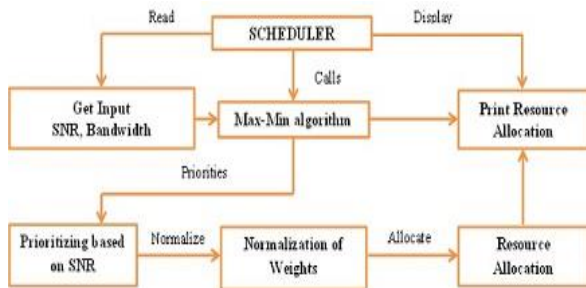 Read
SCHEDULER
Display
Calls
Get Input
SNR, Bandwidth
Max-Min algorithm
Print Resource
Allocation
Priorities
Prioritizing based
on SNR
Normalize
Normalization of
Weights
Allocate
Resource
Allocation